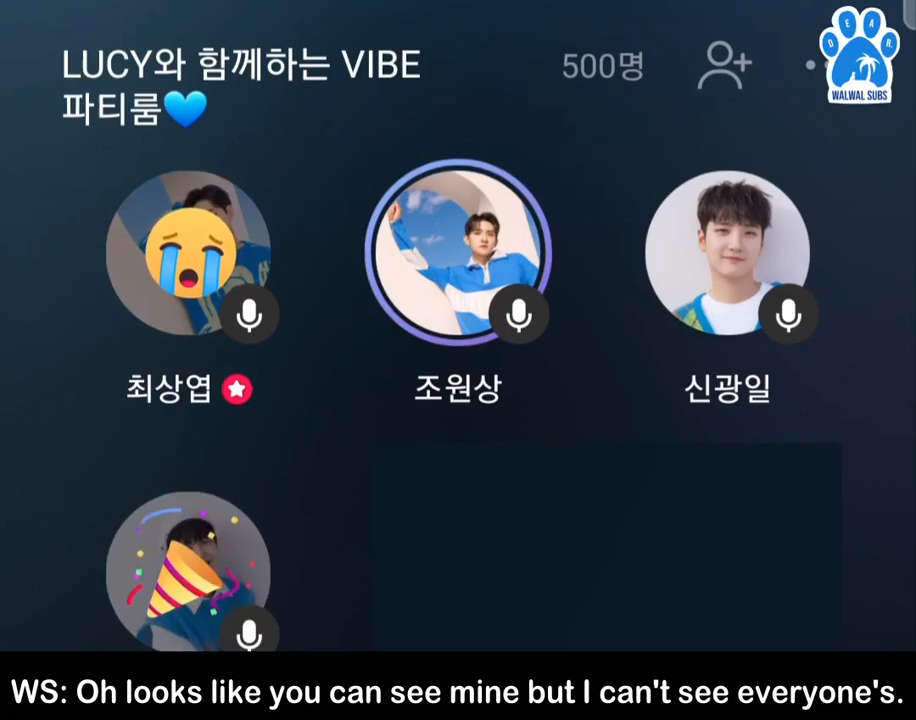 LUCY와 함께하는 VIBE
파티룸💙
500명
D E A R.
WALWAL SUBS
최상엽
조원상
신광일
WS: Oh looks like you can see mine but I can't see everyone's.